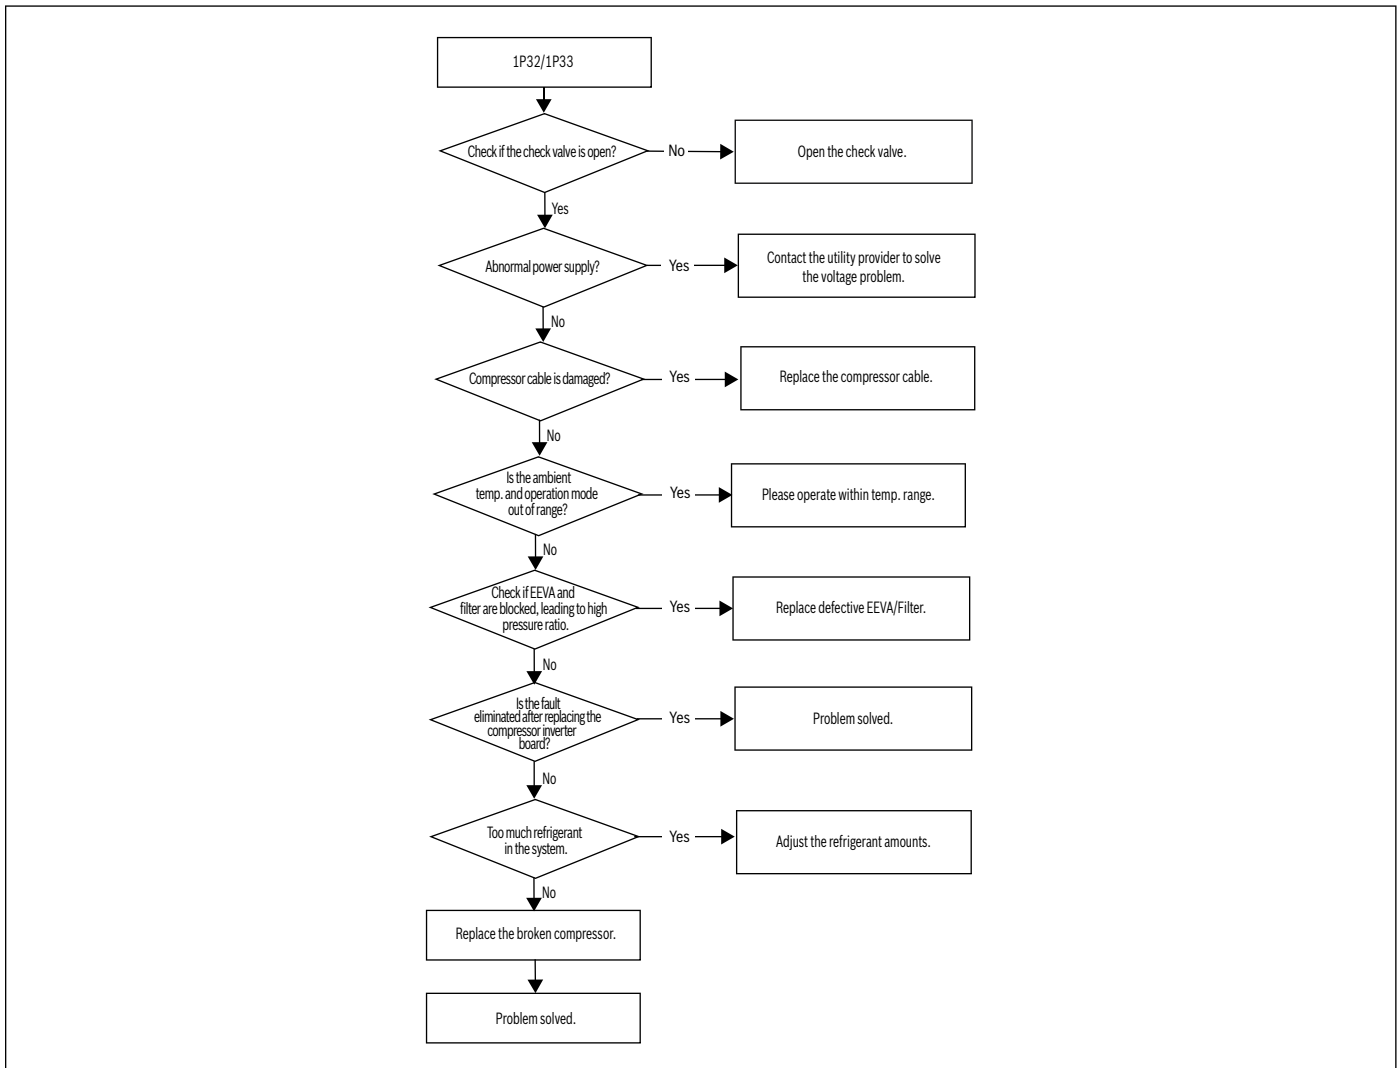 1P32/1P33
Check if the check valve is open?
No
Open the check valve.
Yes
Abnormal power supply?
Yes
Contact the utility provider to solve
the voltage problem.
No
Compressor cable is damaged?
Yes
Replace the compressor cable.
No
Is the ambient
temp. and operation mode
out of range?
Yes
Please operate within temp. range.
No
Check if EEVA and
filter are blocked, leading to high
pressure ratio.
Yes
Replace defective EEVA/Filter.
No
Is the fault
eliminated after replacing the
compressor inverter
board?
Yes
Problem solved.
No
Too much refrigerant
in the system.
Yes
Adjust the refrigerant amounts.
No
Replace the broken compressor.
Problem solved.